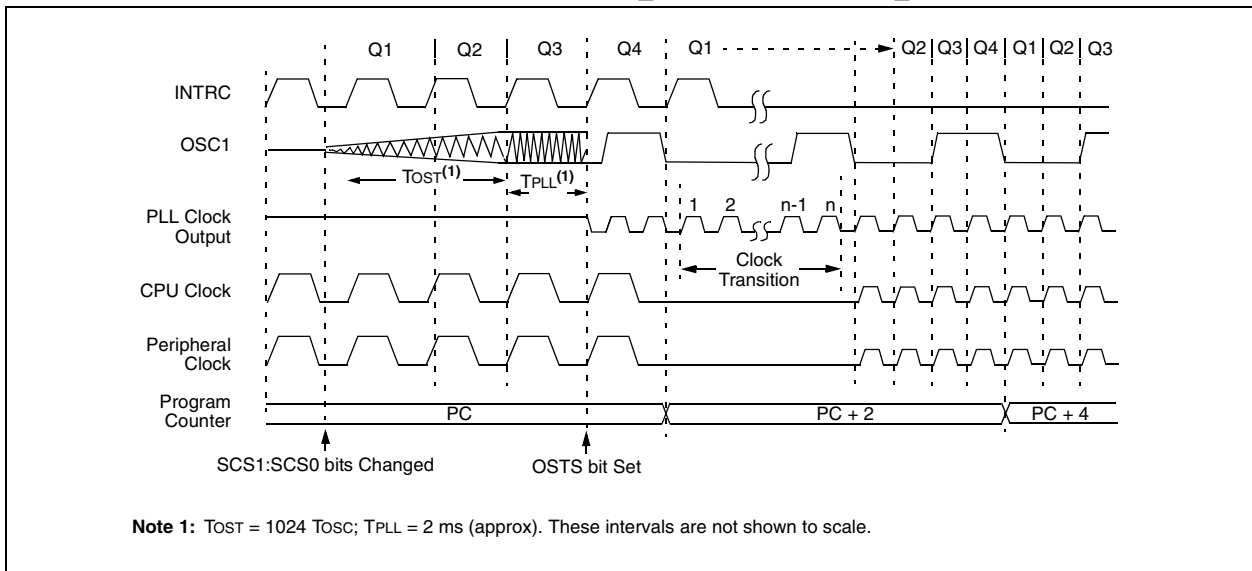 Q1 Q2 Q3 Q4 Q1 Q2 Q3 Q4 Q1 Q2 Q3
INTRC
OSC1
TOST(1) TPLL(1)
1 2 n-1 n
PLL Clock
Output
Clock
Transition
CPU Clock
Peripheral
Clock
Program
Counter
PC PC + 2 PC + 4
SCS1:SCS0 bits Changed OSTS bit Set
Note 1: TOST = 1024 TOSC; TPLL = 2 ms (approx). These intervals are not shown to scale.